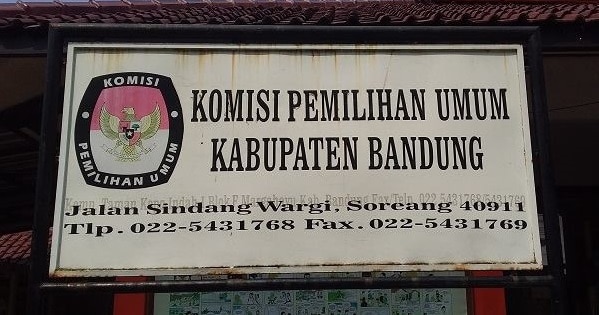 KOMISI
PEMILIHAN UMUM
KOMISI PEMILIHAN UMUM
KABUPATEN BANDUNG
Jalan Sindang Wargi, Soreang 40911
Tlp. 022-5431768 Fax. 022-5431769